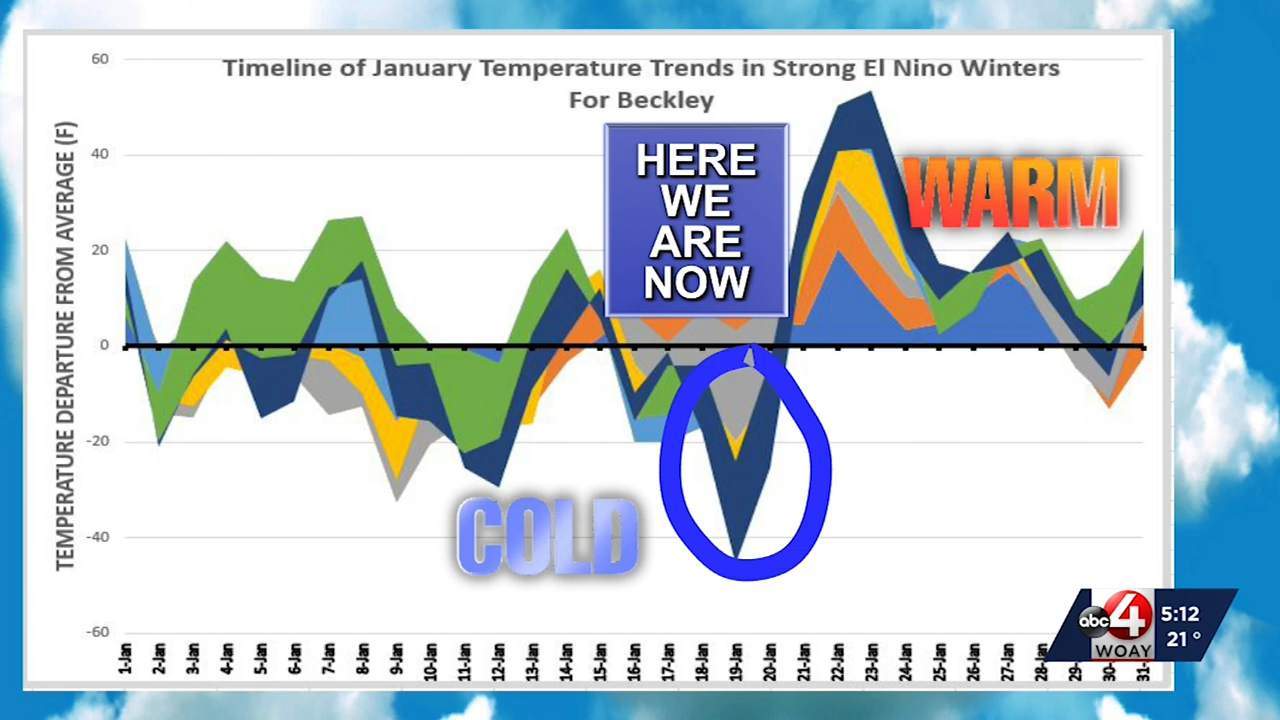 Timeline of January Temperature Trends in Strong El Nino Winters
For Beckley
TEMPERATURE DEPARTURE FROM AVERAGE (F)
60
40
20
0
-20
-40
-60
HERE
WE
ARE
NOW
WARM
COLD
1-Jan
2-Jan
3-Jan
4-Jan
5-Jan
6-Jan
7-Jan
8-Jan
9-Jan
10-Jan
11-Jan
12-Jan
13-Jan
14-Jan
15-Jan
16-Jan
17-Jan
18-Jan
19-Jan
20-Jan
21-Jan
22-Jan
23-Jan
24-Jan
25-Jan
26-Jan
27-Jan
28-Jan
29-
30-
31-
abc 4
WOAY
5:12
21°